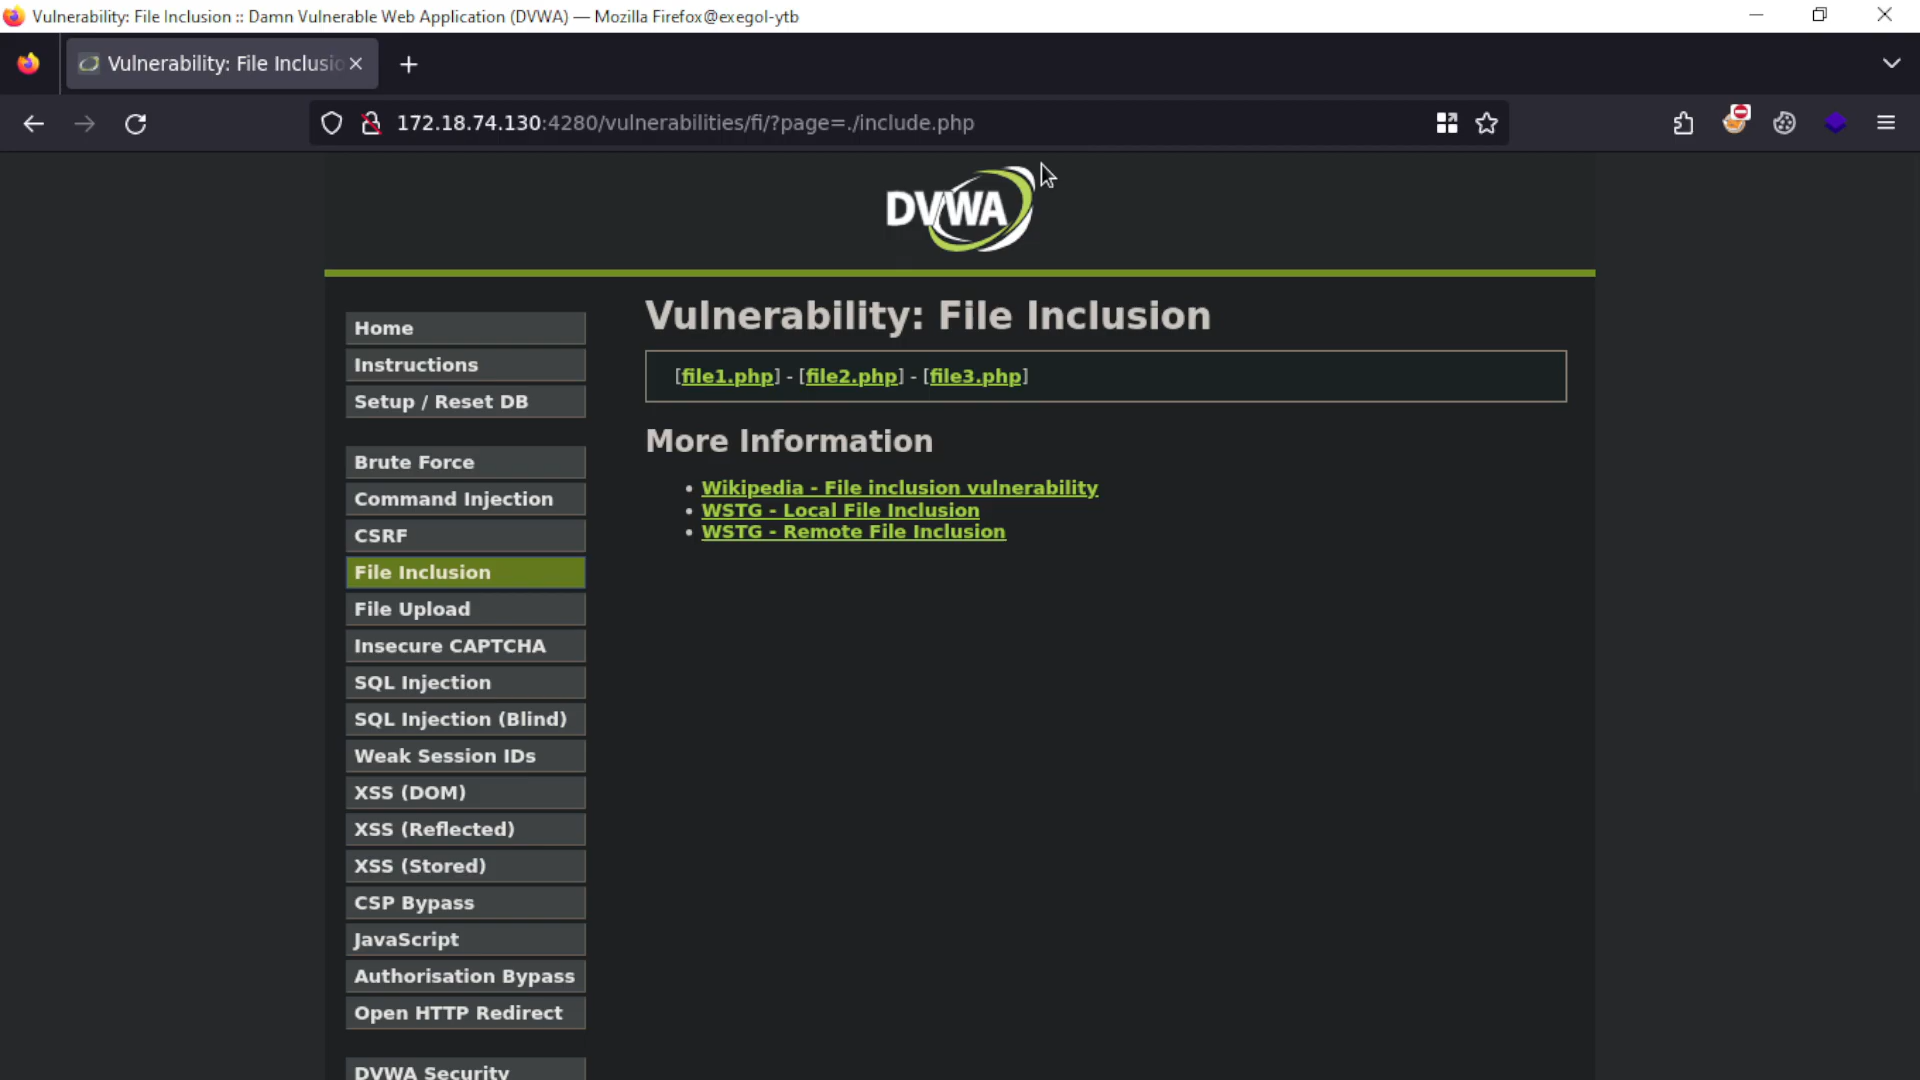 Vulnerability: File Inclusion :: Damn Vulnerable Web Application (DVWA) — Mozilla Firefox@exegol-ytb
Vulnerability: File Inclusio
172.18.74.130:4280/vulnerabilities/fi/?page=./include.php
DVWA
Home
Instructions
Setup / Reset DB
Brute Force
Command Injection
CSRF
File Inclusion
File Upload
Insecure CAPTCHA
SQL Injection
SQL Injection (Blind)
Weak Session IDs
XSS (DOM)
XSS (Reflected)
XSS (Stored)
CSP Bypass
JavaScript
Authorisation Bypass
Open HTTP Redirect
DVWA Security
Vulnerability: File Inclusion
[file1.php] - [file2.php] - [file3.php]
More Information
• Wikipedia - File inclusion vulnerability
• WSTG - Local File Inclusion
• WSTG - Remote File Inclusion